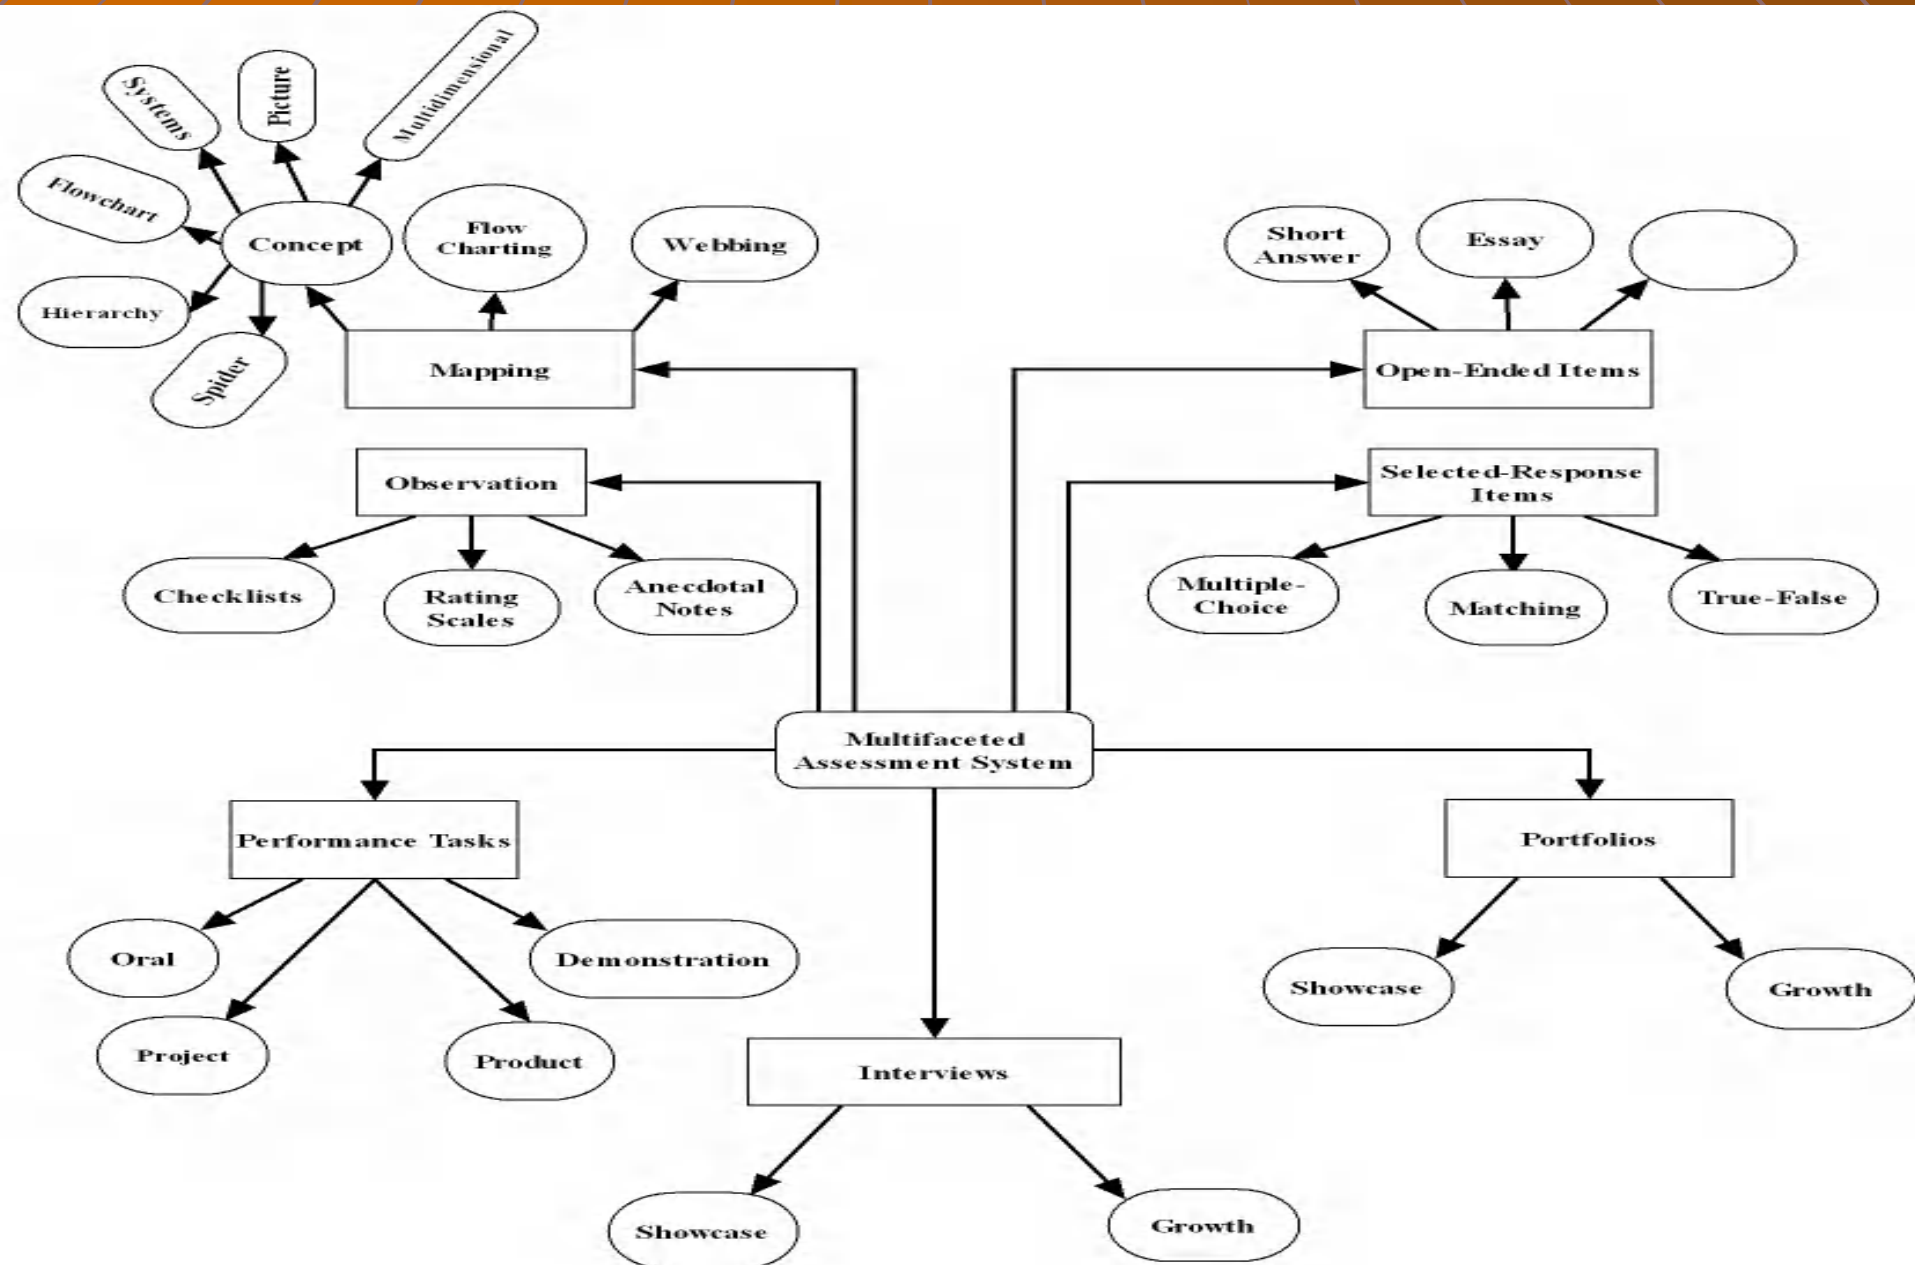 Systems
Picture
Multidimensional
Flowchart
Concept
Flow
Charting
Webbing
Hierarchy
Spider
Mapping
Short
Answer
Essay
Open-Ended Items
Observation
Selected-Response
Items
Checklists
Rating
Scales
Anecdotal
Notes
Multiple-
Choice
Matching
True-False
Multifaceted
Assessment System
Performance Tasks
Portfolios
Oral
Demonstration
Project
Product
Showcase
Growth
Interviews
Showcase
Growth